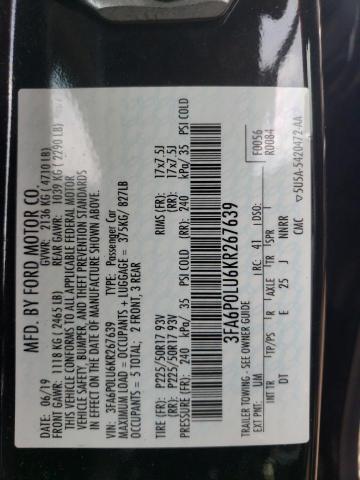 MFD. BY FORD MOTOR CO.
06/19 GVWR: 2136 KG ( 4710LB)
FRONT GAWR: 1118 KG ( 2465LB) REAR GAWR: 1039 KG ( 2290LB)
THIS VEHICLE CONFORMS TO ALL APPLICABLE FEDERAL MOTOR
VEHICLE SAFETY, BUMPER, AND THEFT PREVENTION STANDARDS
IN EFFECT ON THE DATE OF MANUFACTURE SHOWN ABOVE.
VIN: 3FA6P0LU6KR267639 TYPE: Passenger Car
MAXIMUM LOAD = OCCUPANTS + LUGGAGE = 375KG/ 827LB
OCCUPANTS = 5 TOTAL: 2 FRONT, 3 REAR
TIRE (FR): P225/50R17 93V RIMS (FR): 17x7.5J
(RR): P225/50R17 93V (RR): 17x7.5J
PRESSURE (FR): 240 kPa/ 35 PSI COLD (RR): 240 kPa/ 35 PSI COLD
3FA6P0LU6KR267639
F0056
R0084
TRAILER TOWING - SEE OWNER GUIDE
EXT PNT: UM RC: 41 DSO:
INT TR TP/PS R AXLE TR SPR
DT E 25 J NNRR
CMC ▽5U5A-5420472-AA